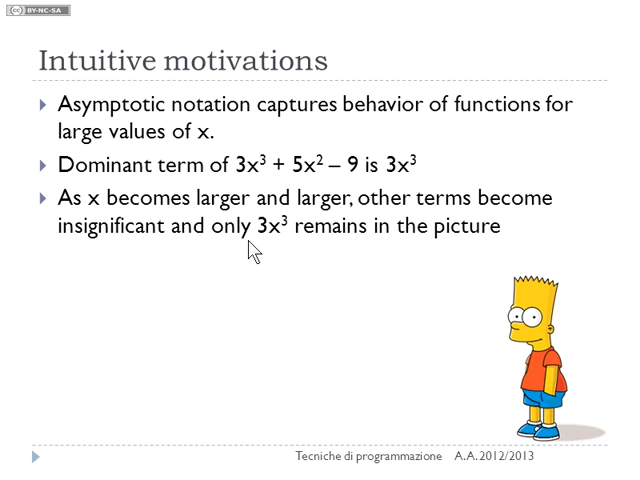 cc BY-NC-SA
Intuitive motivations
Asymptotic notation captures behavior of functions for
large values of x.
Dominant term of 3x³ + 5x² – 9 is 3x³
As x becomes larger and larger, other terms become
insignificant and only 3x³ remains in the picture
Tecniche di programmazione A.A. 2012/2013